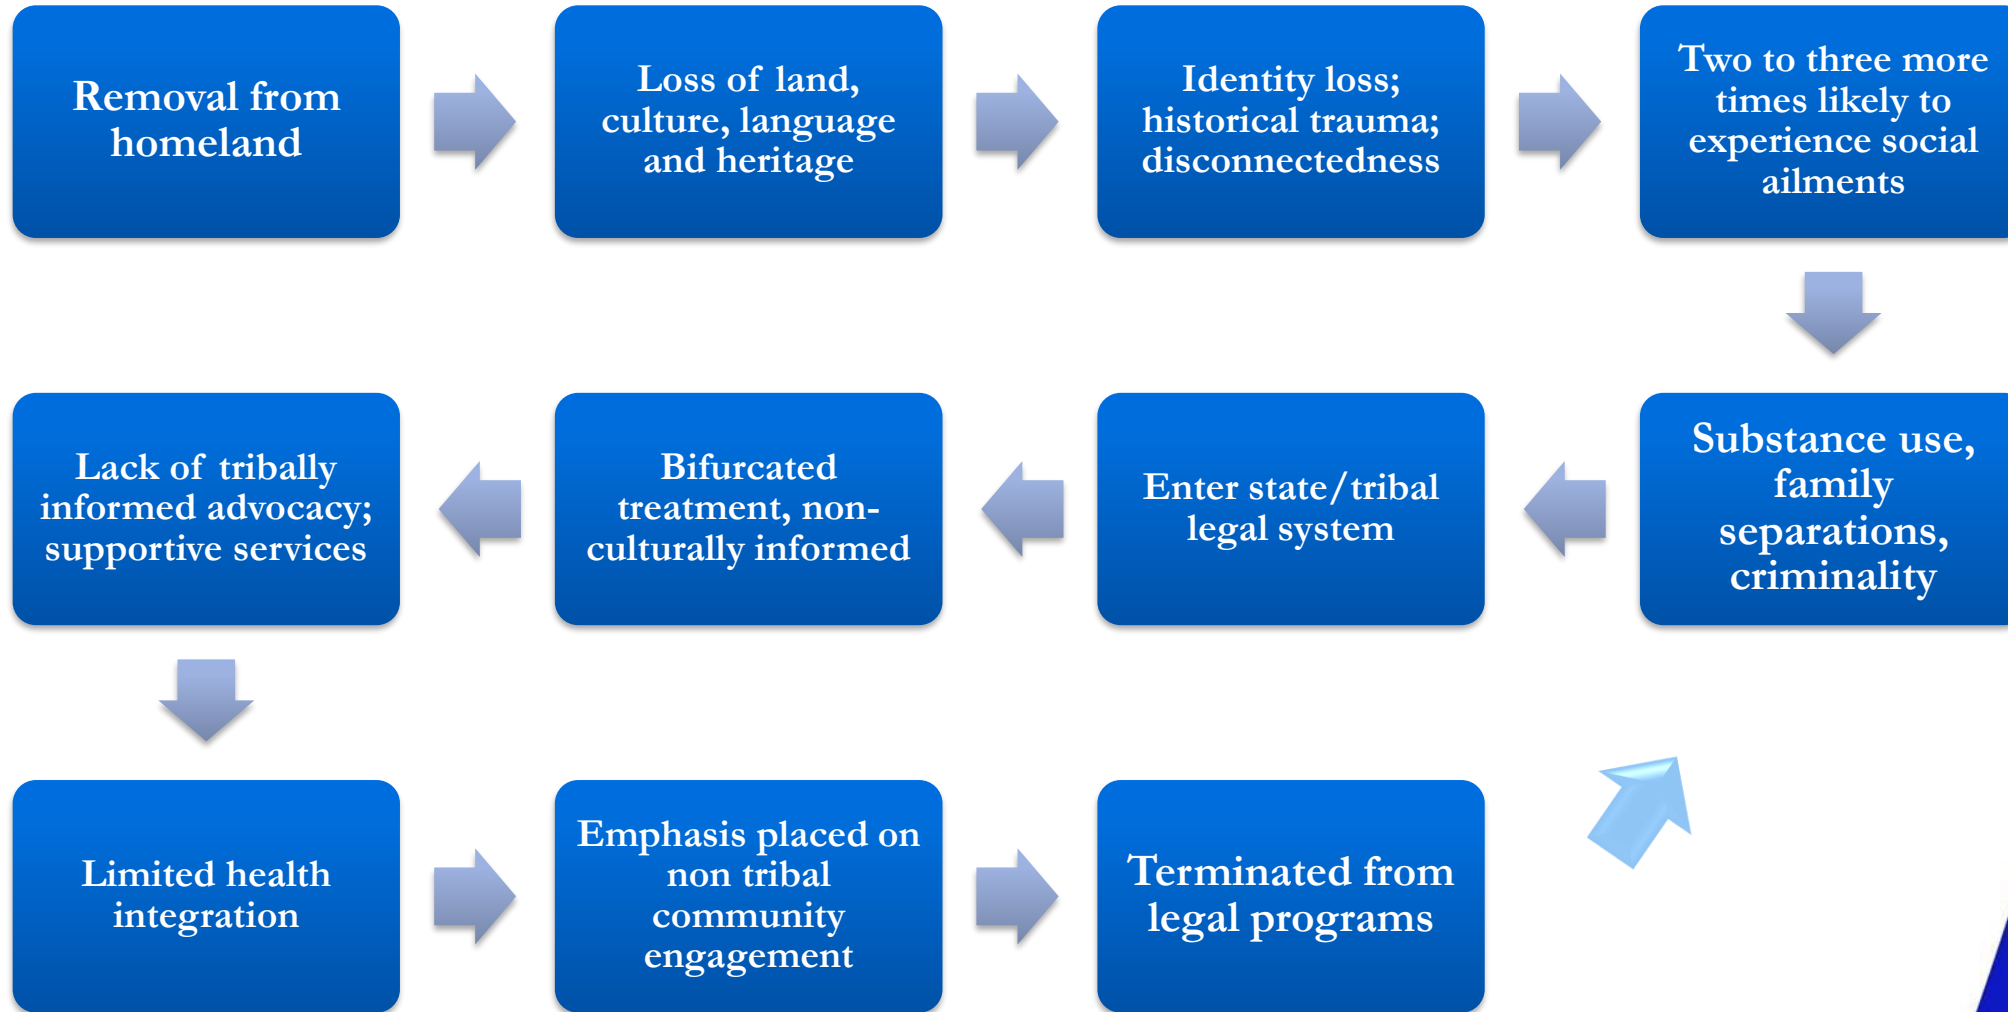 Removal from
homeland
Loss of land,
culture, language
and heritage
Identity loss;
historical trauma;
disconnectedness
Two to three more
times likely to
experience social
ailments
Substance use,
family
separations,
criminality
Enter state/tribal
legal system
Bifurcated
treatment, non-
culturally informed
Lack of tribally
informed advocacy;
supportive services
Limited health
integration
Emphasis placed on
non tribal
community
engagement
Terminated from
legal programs